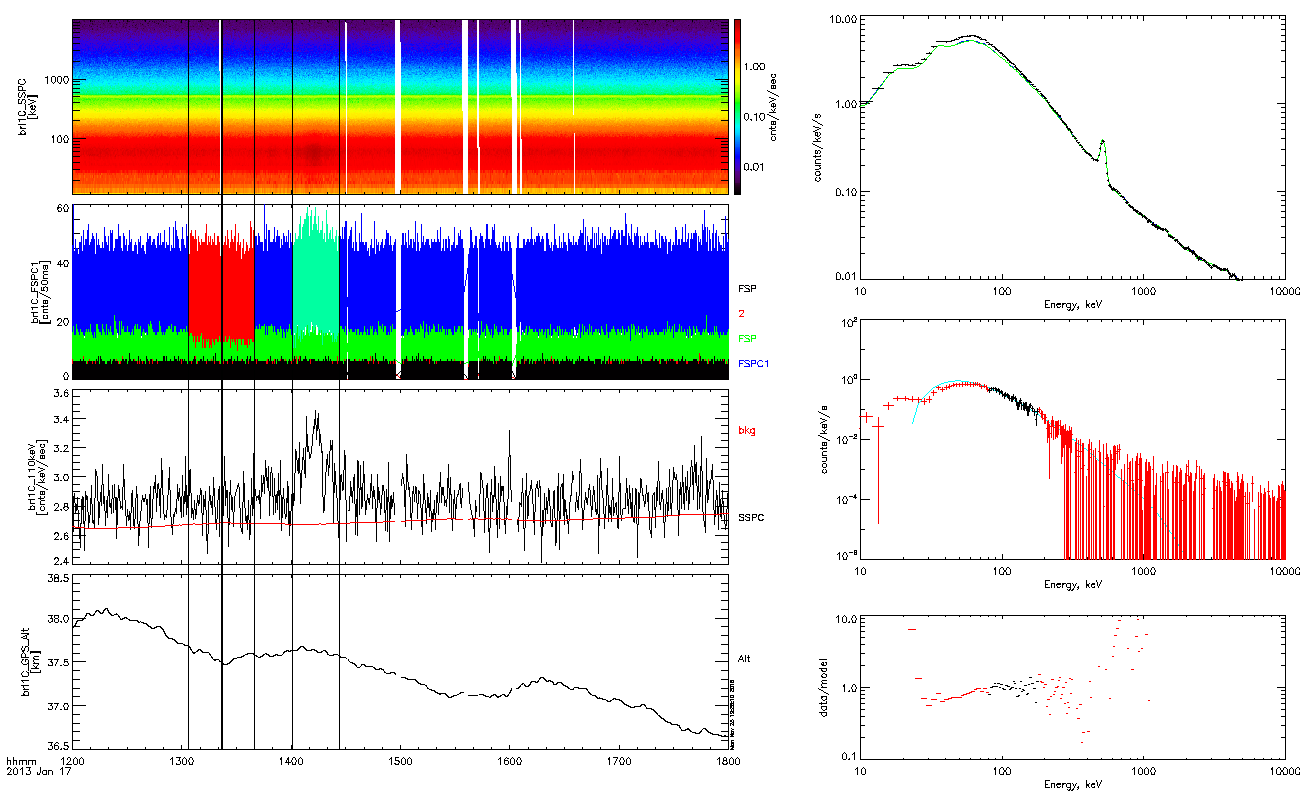 brl1C_SSPC
[keV]
1000
100
1.00
0.10
0.01
cnts/keV/sec
brl1C_FSPC1
[cnts/50ms]
60
40
20
0
FSP
2
FSP
FSPC1
brl1C_110keV
[cnts/keV/sec]
3.6
3.4
3.2
3.0
2.8
2.6
2.4
bkg
SSPC
brl1C_GPS_Alt
[km]
38.5
38.0
37.5
37.0
36.5
Alt
1200
1300
1400
1500
1600
1700
1800
hhmm
2013 Jan 17
counts/keV/s
10.00
1.00
0.10
0.01
10
100
1000
10000
Energy, keV
counts/keV/s
10²
10⁰
10⁻²
10⁻⁴
10
100
1000
10000
Energy, keV
data/model
10.0
1.0
0.1
10
100
1000
10000
Energy, keV